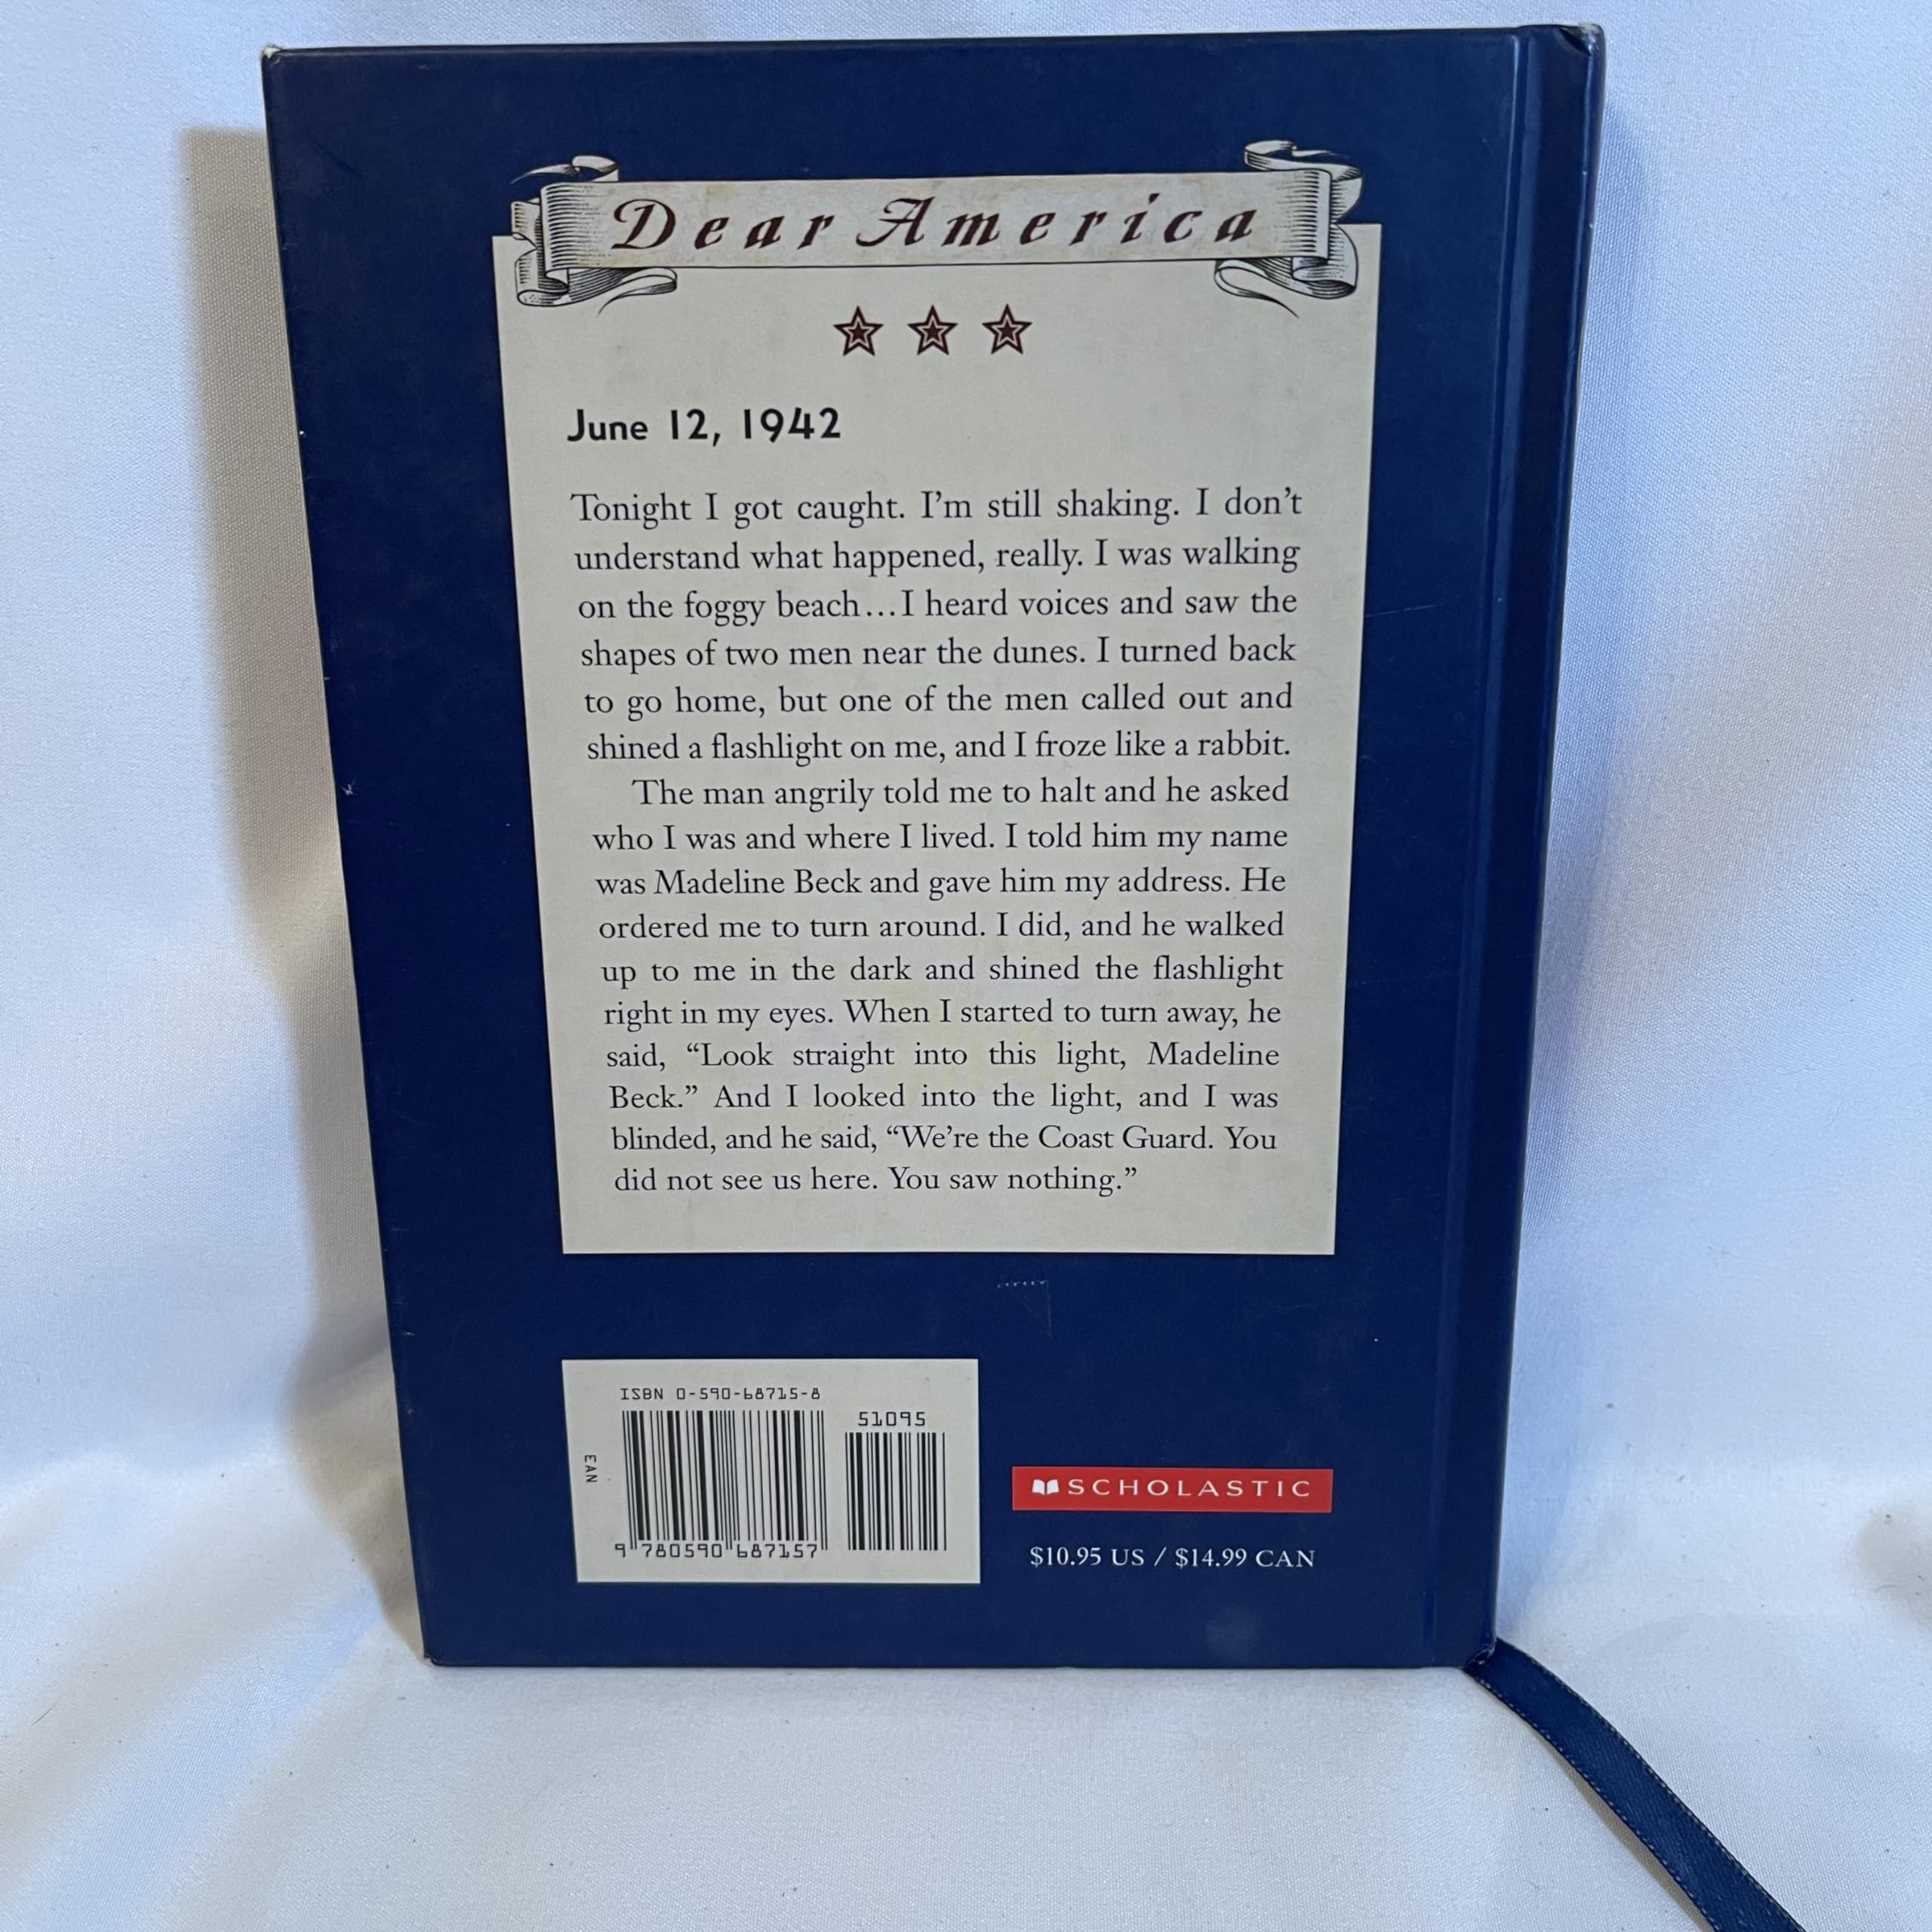 Dear America
June 12, 1942
Tonight I got caught. I'm still shaking. I don't
understand what happened, really. I was walking
on the foggy beach...I heard voices and saw the
shapes of two men near the dunes. I turned back
to go home, but one of the men called out and
shined a flashlight on me, and I froze like a rabbit.
The man angrily told me to halt and he asked
who I was and where I lived. I told him my name
was Madeline Beck and gave him my address. He
ordered me to turn around. I did, and he walked
up to me in the dark and shined the flashlight
right in my eyes. When I started to turn away, he
said, “Look straight into this light, Madeline
Beck.” And I looked into the light, and I was
blinded, and he said, “We're the Coast Guard. You
did not see us here. You saw nothing.”
ISBN 0-590-68715-8
51095
EAN
9 780590 687157
SCHOLASTIC
$10.95 US / $14.99 CAN